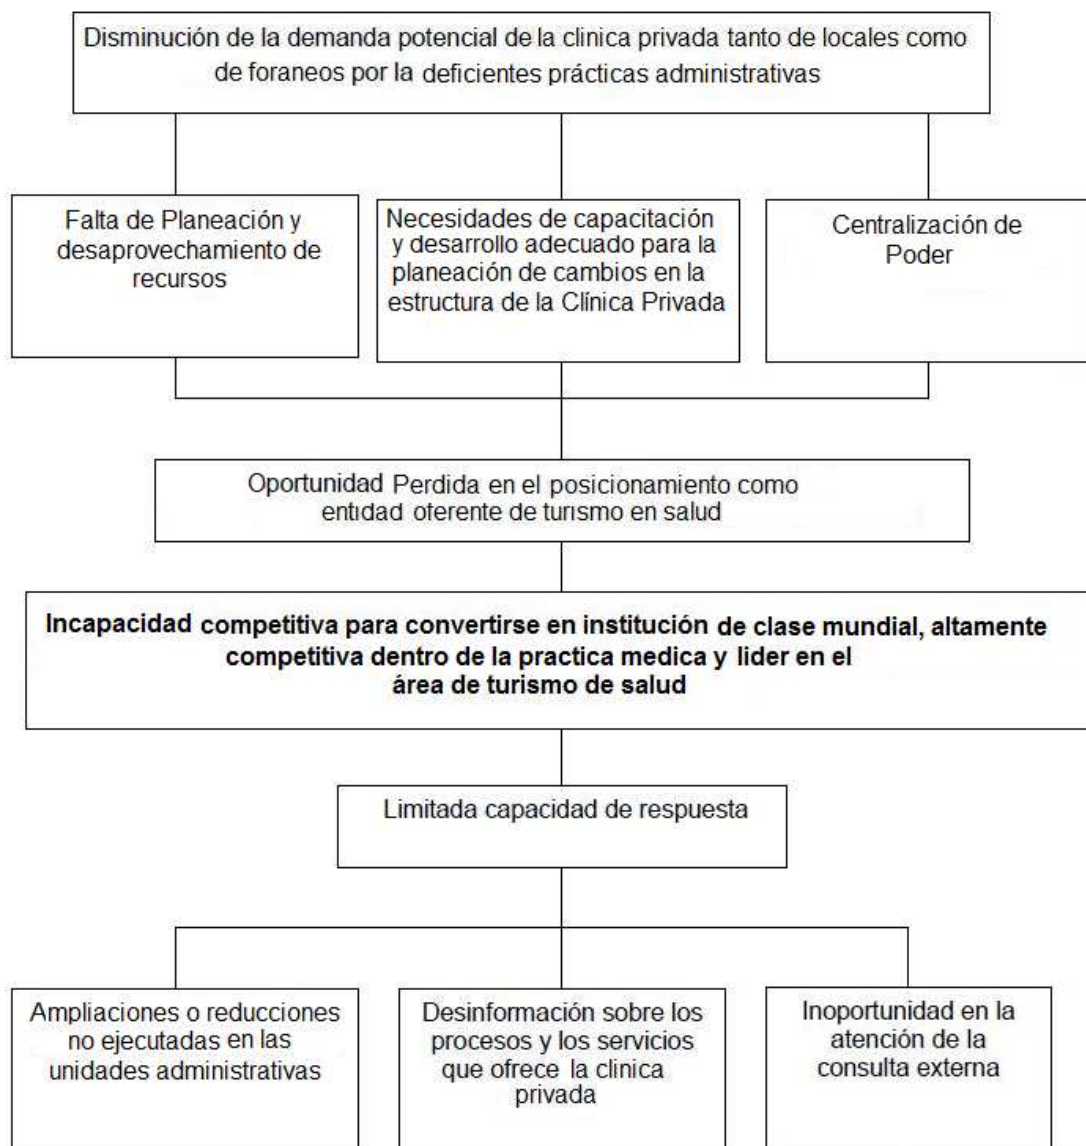 Disminución de la demanda potencial de la clinica privada tanto de locales como
de foraneos por la deficientes prácticas administrativas
Falta de Planeación y
desaprovechamiento de
recursos
Necesidades de capacitación
y desarrollo adecuado para la
planeación de cambios en la
estructura de la Clínica Privada
Centralización de
Poder
Oportunidad Perdida en el posicionamiento como
entidad oferente de turismo en salud
Incapacidad competitiva para convertirse en institución de clase mundial, altamente
competitiva dentro de la practica medica y lider en el
área de turismo de salud
Limitada capacidad de respuesta
Ampliaciones o reducciones
no ejecutadas en las
unidades administrativas
Desinformación sobre los
procesos y los servicios
que ofrece la clinica
privada
Inoportunidad en la
atención de la
consulta externa